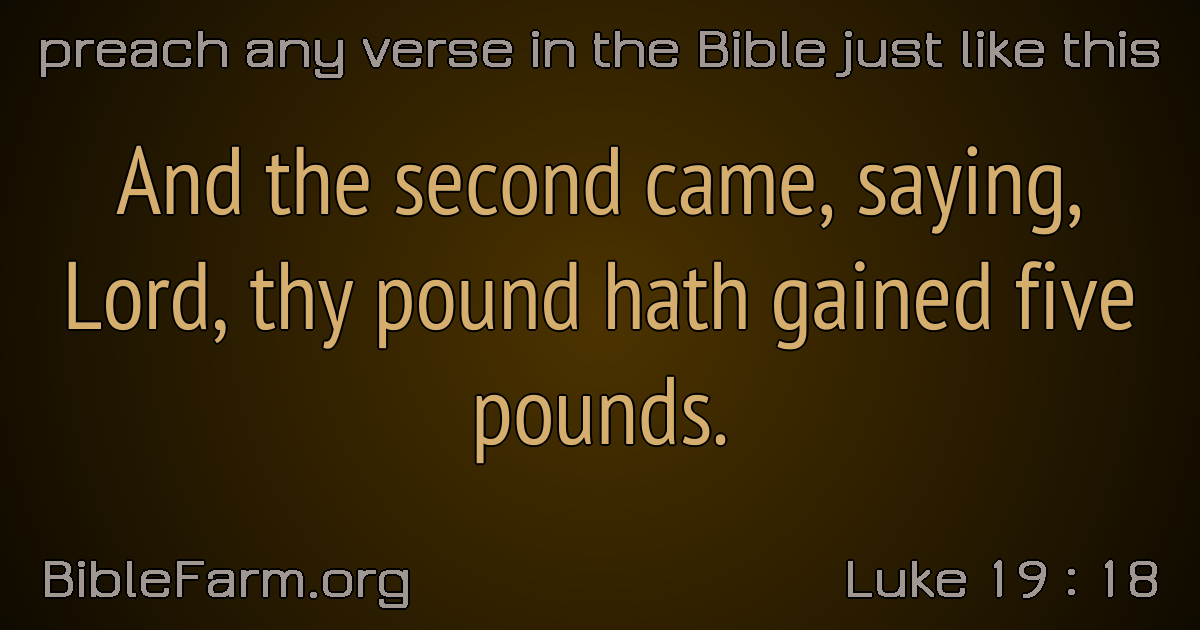 preach any verse in the Bible just like this
And the second came, saying,
Lord, thy pound hath gained five
pounds.
BibleFarm.org
Luke 19 : 18